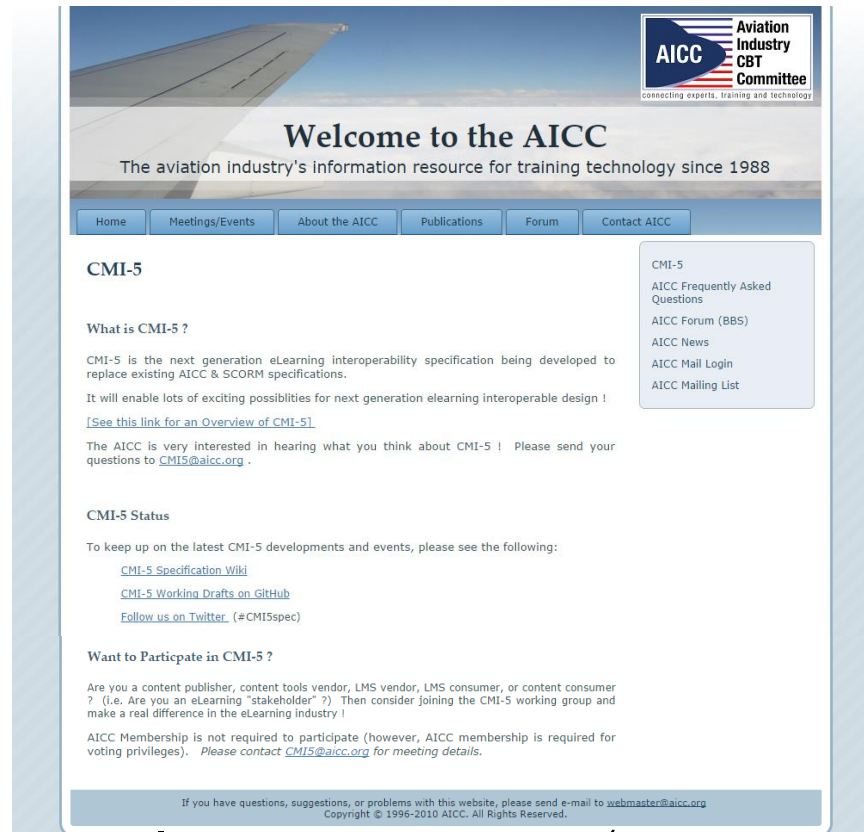 AICC
Aviation
Industry
CBT
Committee
connecting experts, training and technology
Welcome to the AICC
The aviation industry's information resource for training technology since 1988
Home
Meetings/Events
About the AICC
Publications
Forum
Contact AICC
CMI-5
What is CMI-5 ?
CMI-5 is the next generation eLearning interoperability specification being developed to
replace existing AICC & SCORM specifications.
It will enable lots of exciting possiblities for next generation elearning interoperable design !
[See this link for an Overview of CMI-5]
The AICC is very interested in hearing what you think about CMI-5 ! Please send your
questions to CMI5@aicc.org .
CMI-5 Status
To keep up on the latest CMI-5 developments and events, please see the following:
CMI-5 Specification Wiki
CMI-5 Working Drafts on GitHub
Follow us on Twitter (#CMI5spec)
Want to Particpate in CMI-5 ?
Are you a content publisher, content tools vendor, LMS vendor, LMS consumer, or content consumer
? (i.e. Are you an eLearning "stakeholder" ?) Then consider joining the CMI-5 working group and
make a real difference in the eLearning industry !
AICC Membership is not required to participate (however, AICC membership is required for
voting privileges). Please contact CMI5@aicc.org for meeting details.
CMI-5
AICC Frequently Asked
Questions
AICC Forum (BBS)
AICC News
AICC Mail Login
AICC Mailing List
If you have questions, suggestions, or problems with this website, please send e-mail to webmaster@aicc.org
Copyright © 1996-2010 AICC. All Rights Reserved.